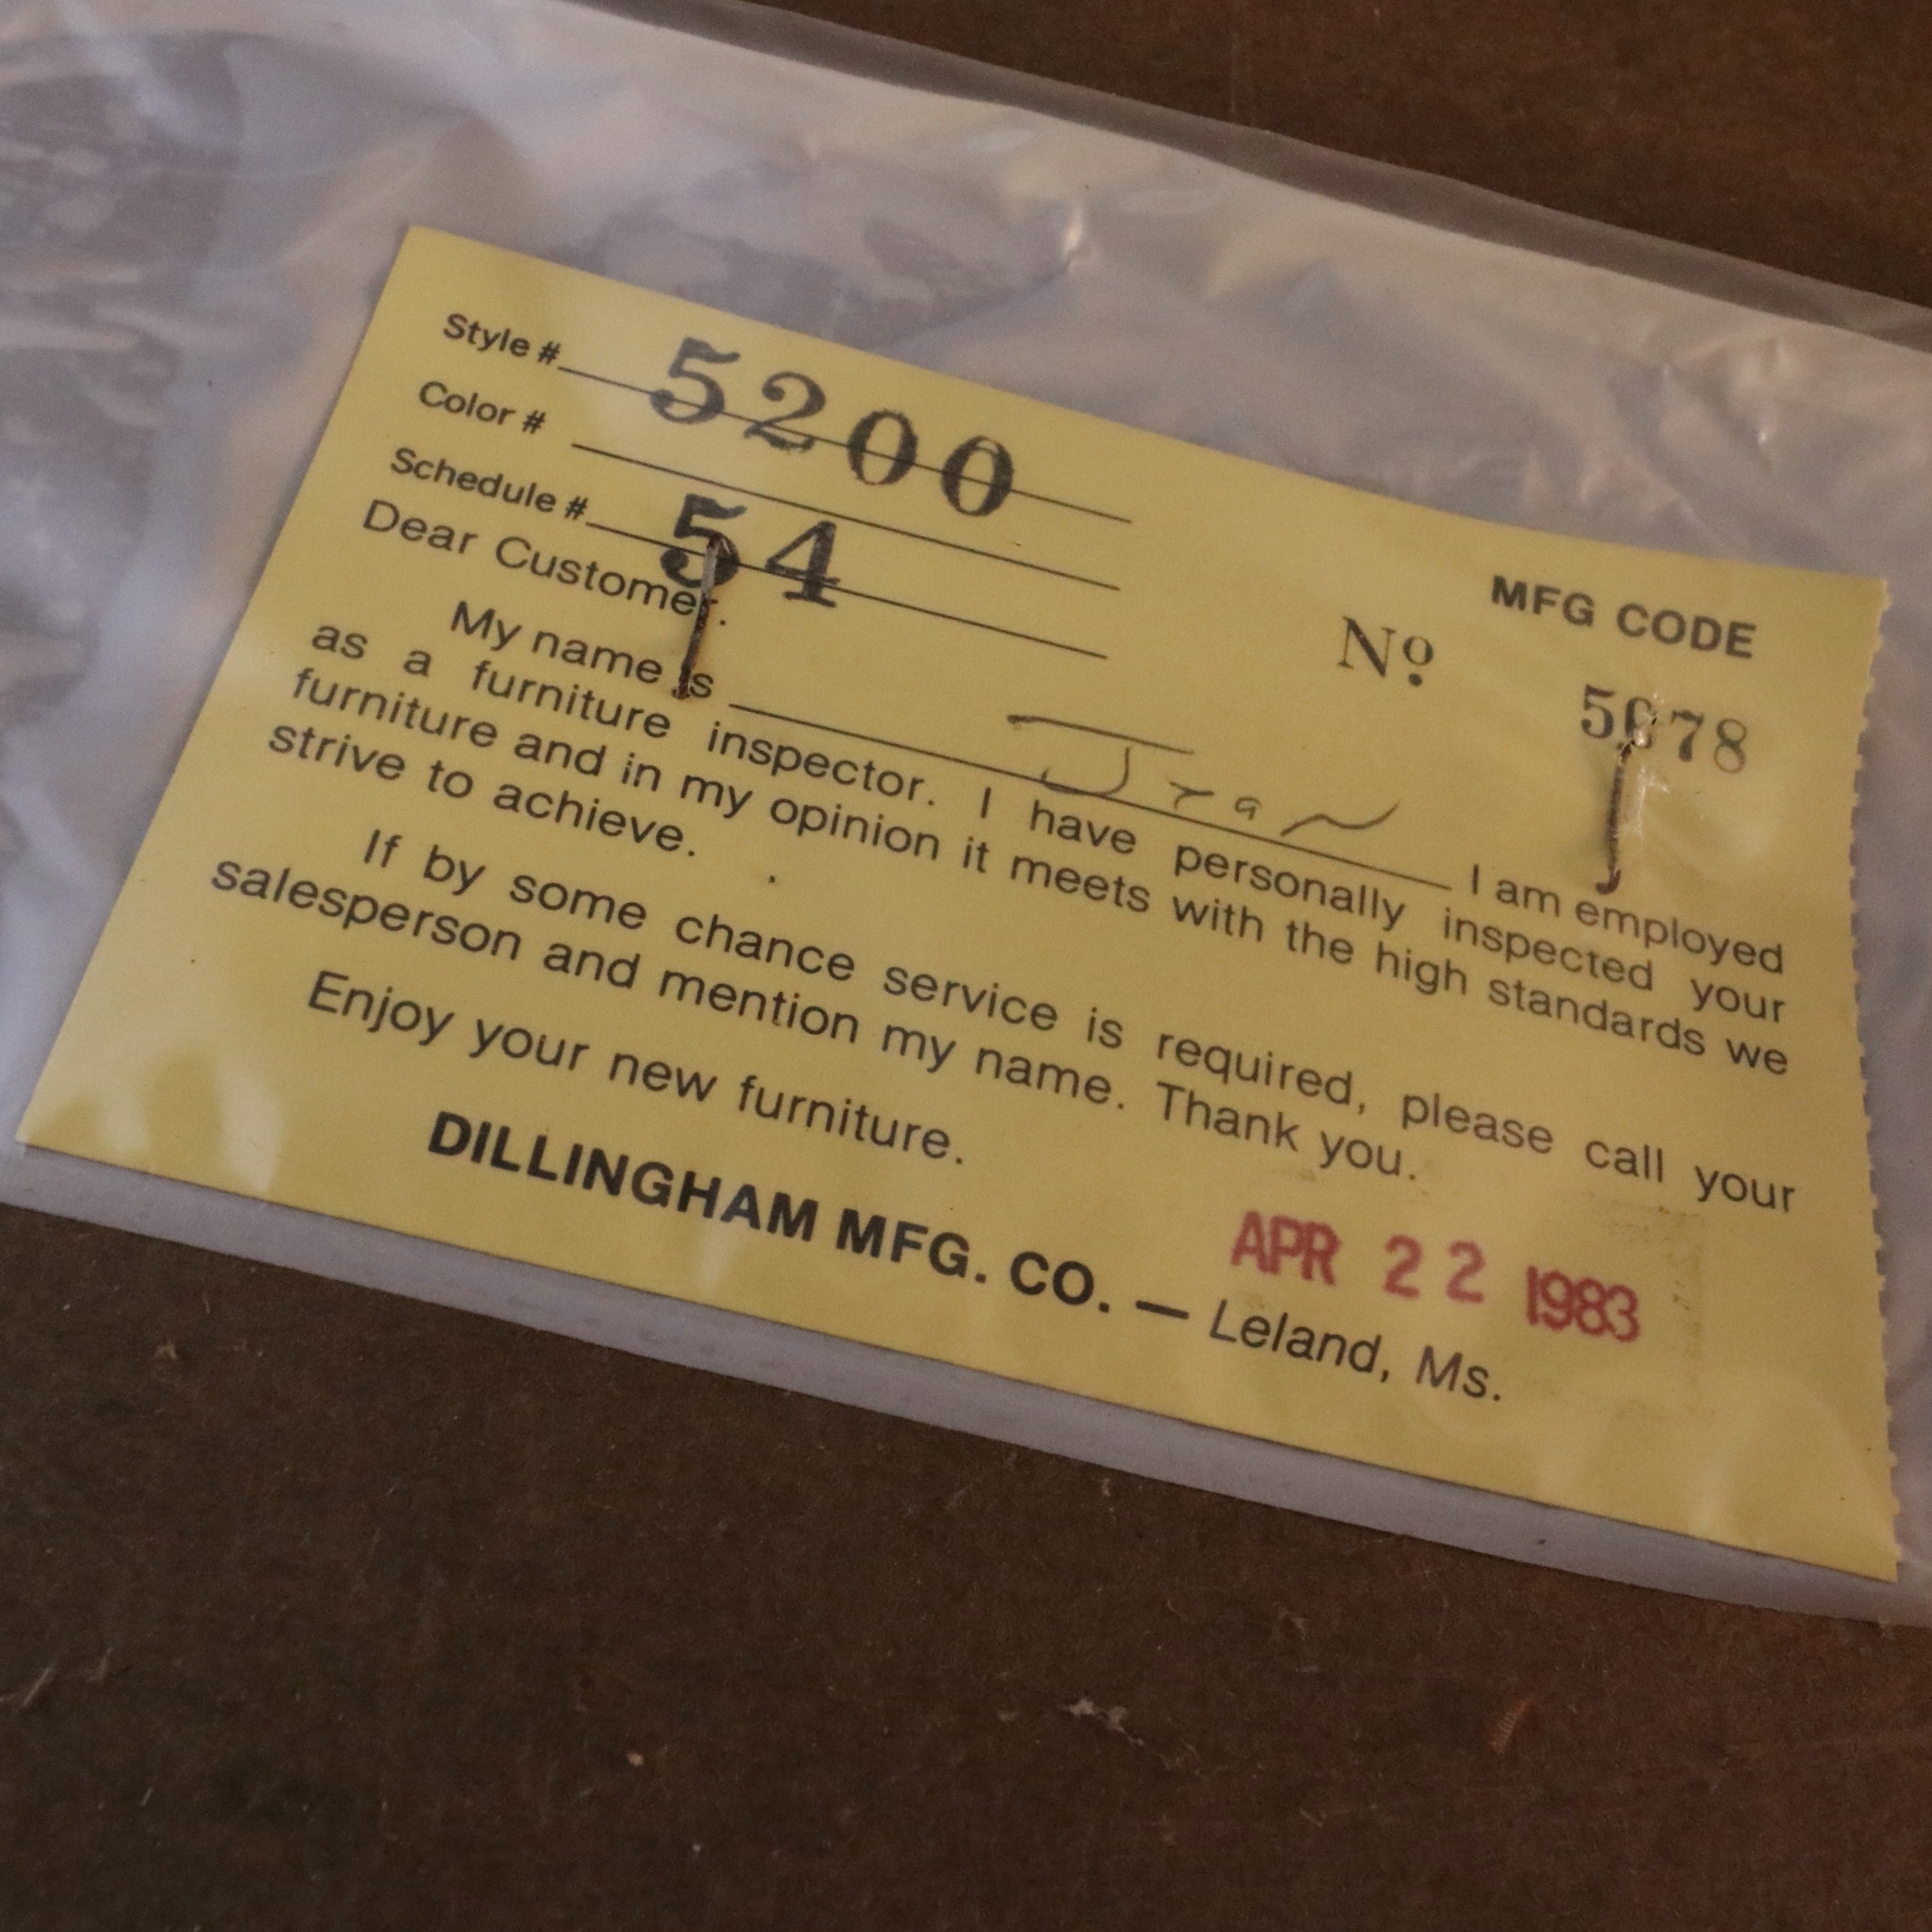 Style # 5200
Color #
Schedule # 54
MFG CODE
Nº
Dear Customer:
My name is I am employed
as a furniture inspector. I have personally inspected your
furniture and in my opinion it meets with the high standards we
strive to achieve.
If by some chance service is required, please call your
salesperson and mention my name. Thank you.
Enjoy your new furniture.
APR 22 1983
DILLINGHAM MFG. CO. — Leland, Ms.